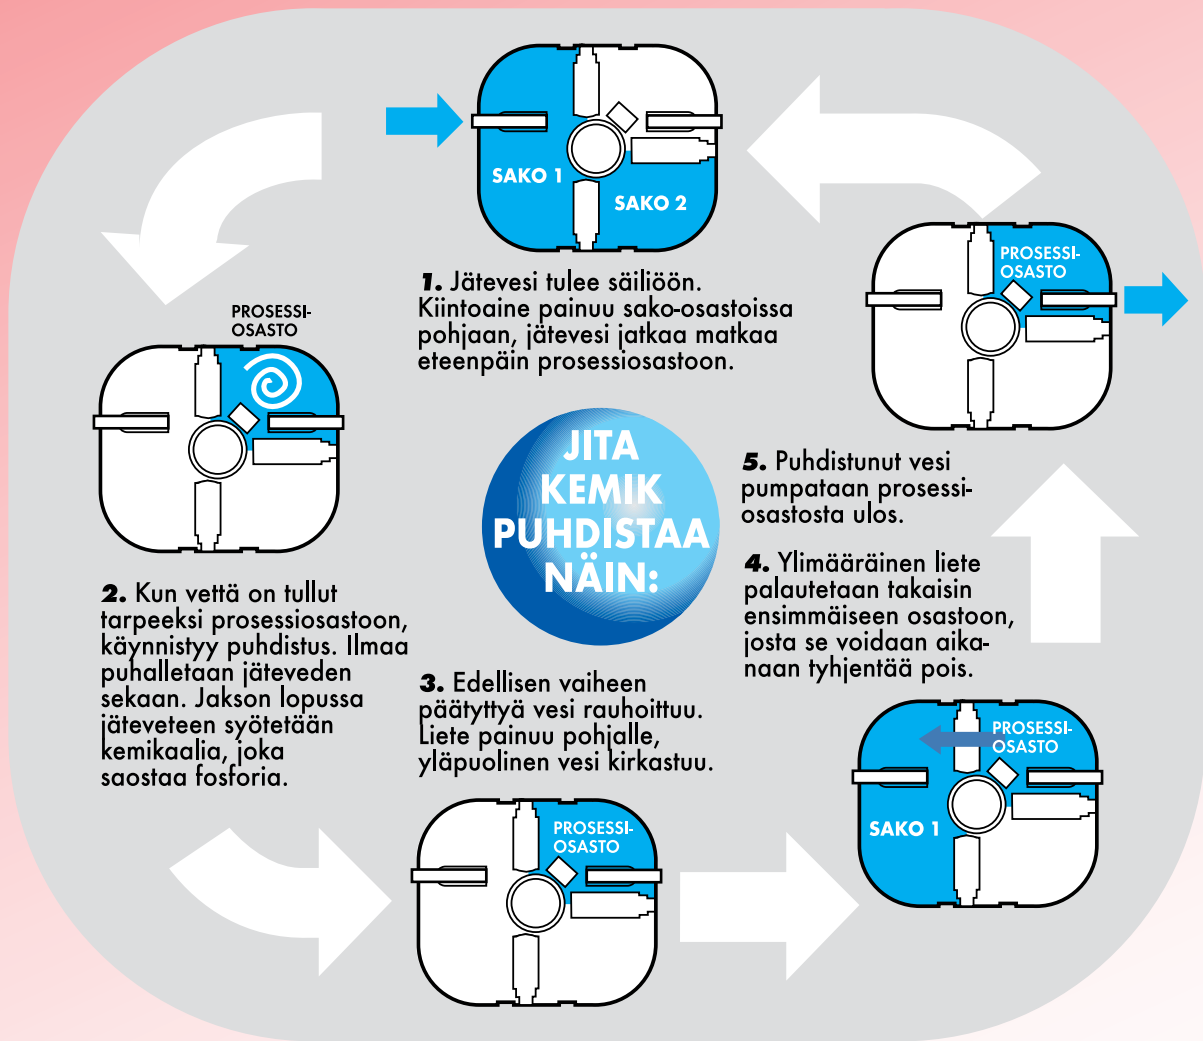 SAKO 1
SAKO 2
1. Jätevesi tulee säiliöön.
Kiintoaine painuu sako-osastoissa
pohjaan, jätevesi jatkaa matkaa
eteenpäin prosessiosastoon.
PROSESSI-
OSASTO
2. Kun vettä on tullut
tarpeeksi prosessiosastoon,
käynnistyy puhdistus. Ilmaa
puhalletaan jäteveden
sekaan. Jakson lopussa
jäteveteen syötetään
kemikaalia, joka
saostaa fosforia.
JITA
KEMIK
PUHDISTAA
NÄIN:
3. Edellisen vaiheen
päätyttyä vesi rauhoittuu.
Liete painuu pohjalle,
yläpuolinen vesi kirkastuu.
PROSESSI-
OSASTO
4. Ylimääräinen liete
palautetaan takaisin
ensimmäiseen osastoon,
josta se voidaan aika-
naan tyhjentää pois.
PROSESSI-
OSASTO
SAKO 1
5. Puhdistunut vesi
pumpataan prosessi-
osastosta ulos.
PROSESSI-
OSASTO